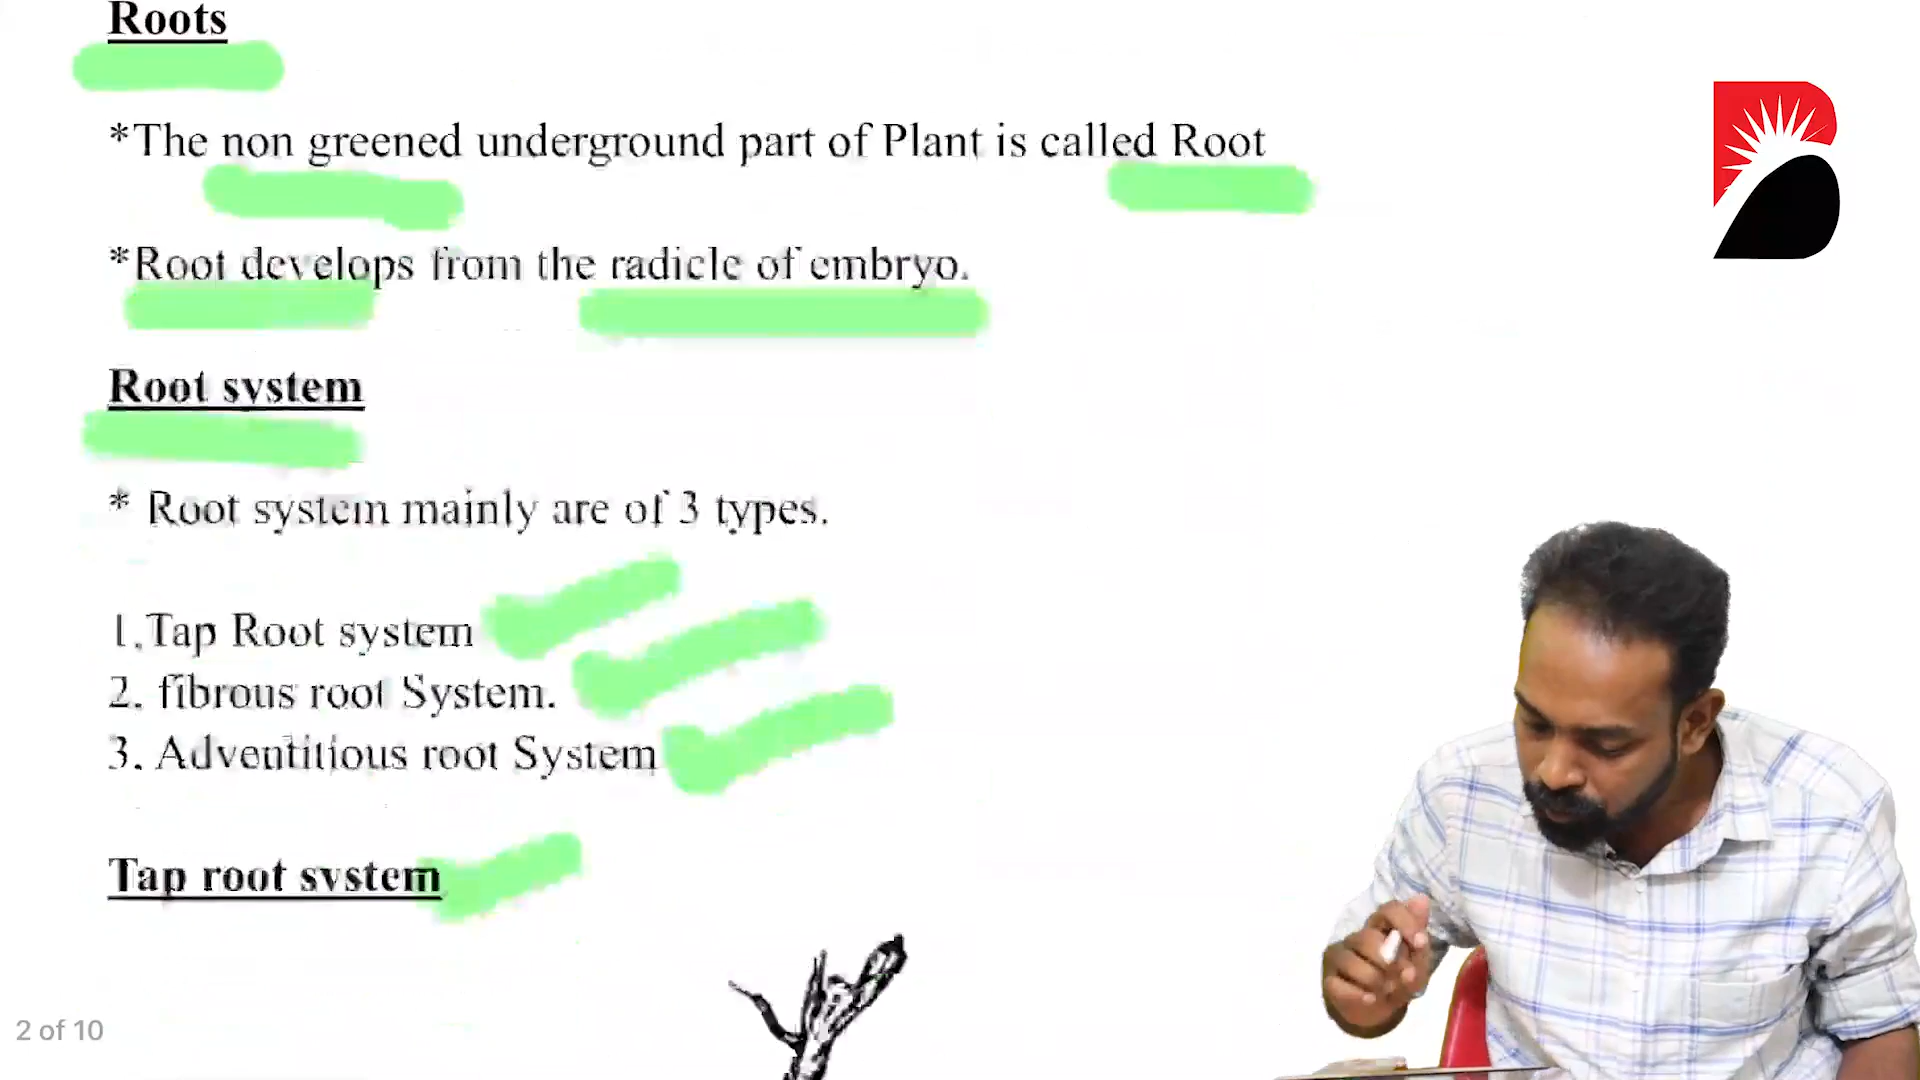 Roots
*The non greened underground part of Plant is called Root
*Root develops from the radicle of embryo.
Root system
* Root system mainly are of 3 types.
1.Tap Root system
2. fibrous root System.
3. Adventitious root System
Tap root system
2 of 10